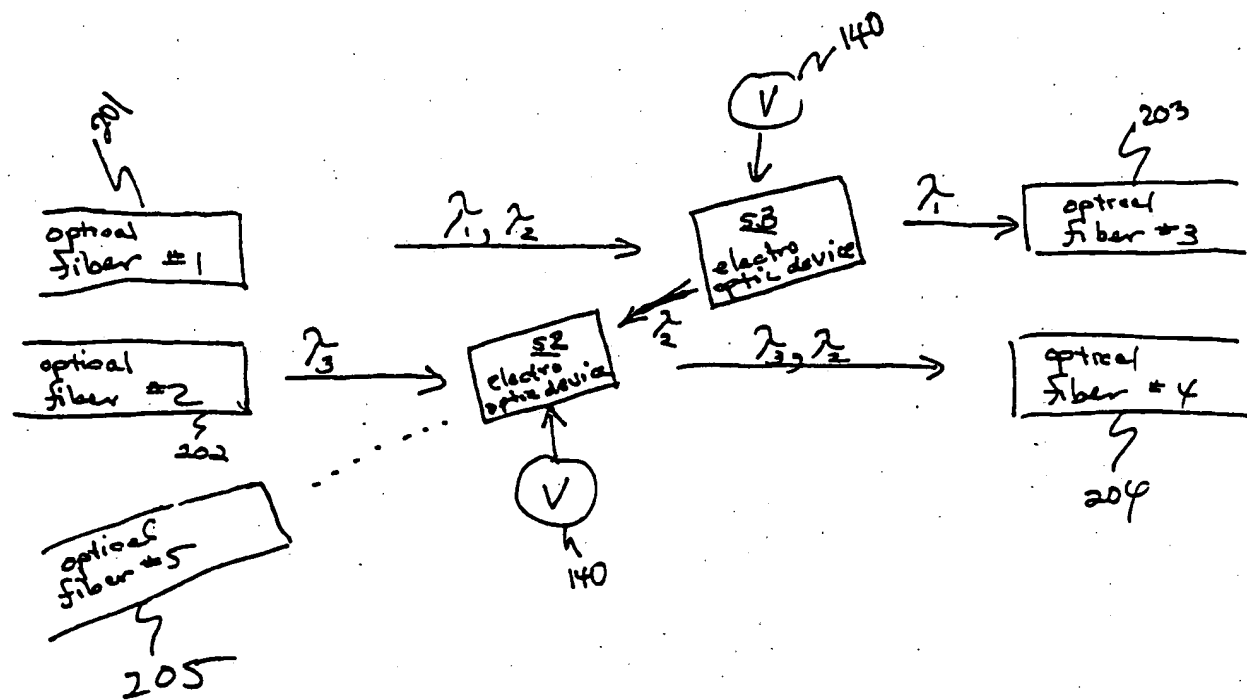 140
V
201
203
optical
fiber #1
λ1, λ2
53
electro
optic device
λ1
optical
fiber #3
λ2
optical
fiber #2
λ3
52
electro
optic device
λ3, λ2
optical
fiber #4
202
V
204
optical
fiber #5
140
205